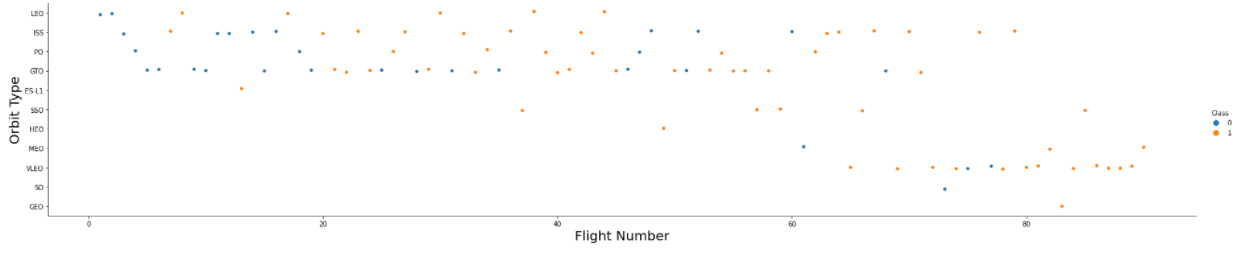 LEO
ISS
PO
GTO
ES-L1
SSO
HEO
MEO
VLEO
SO
GEO
Orbit Type
0 20 40 60 80
Flight Number
Class
0
1